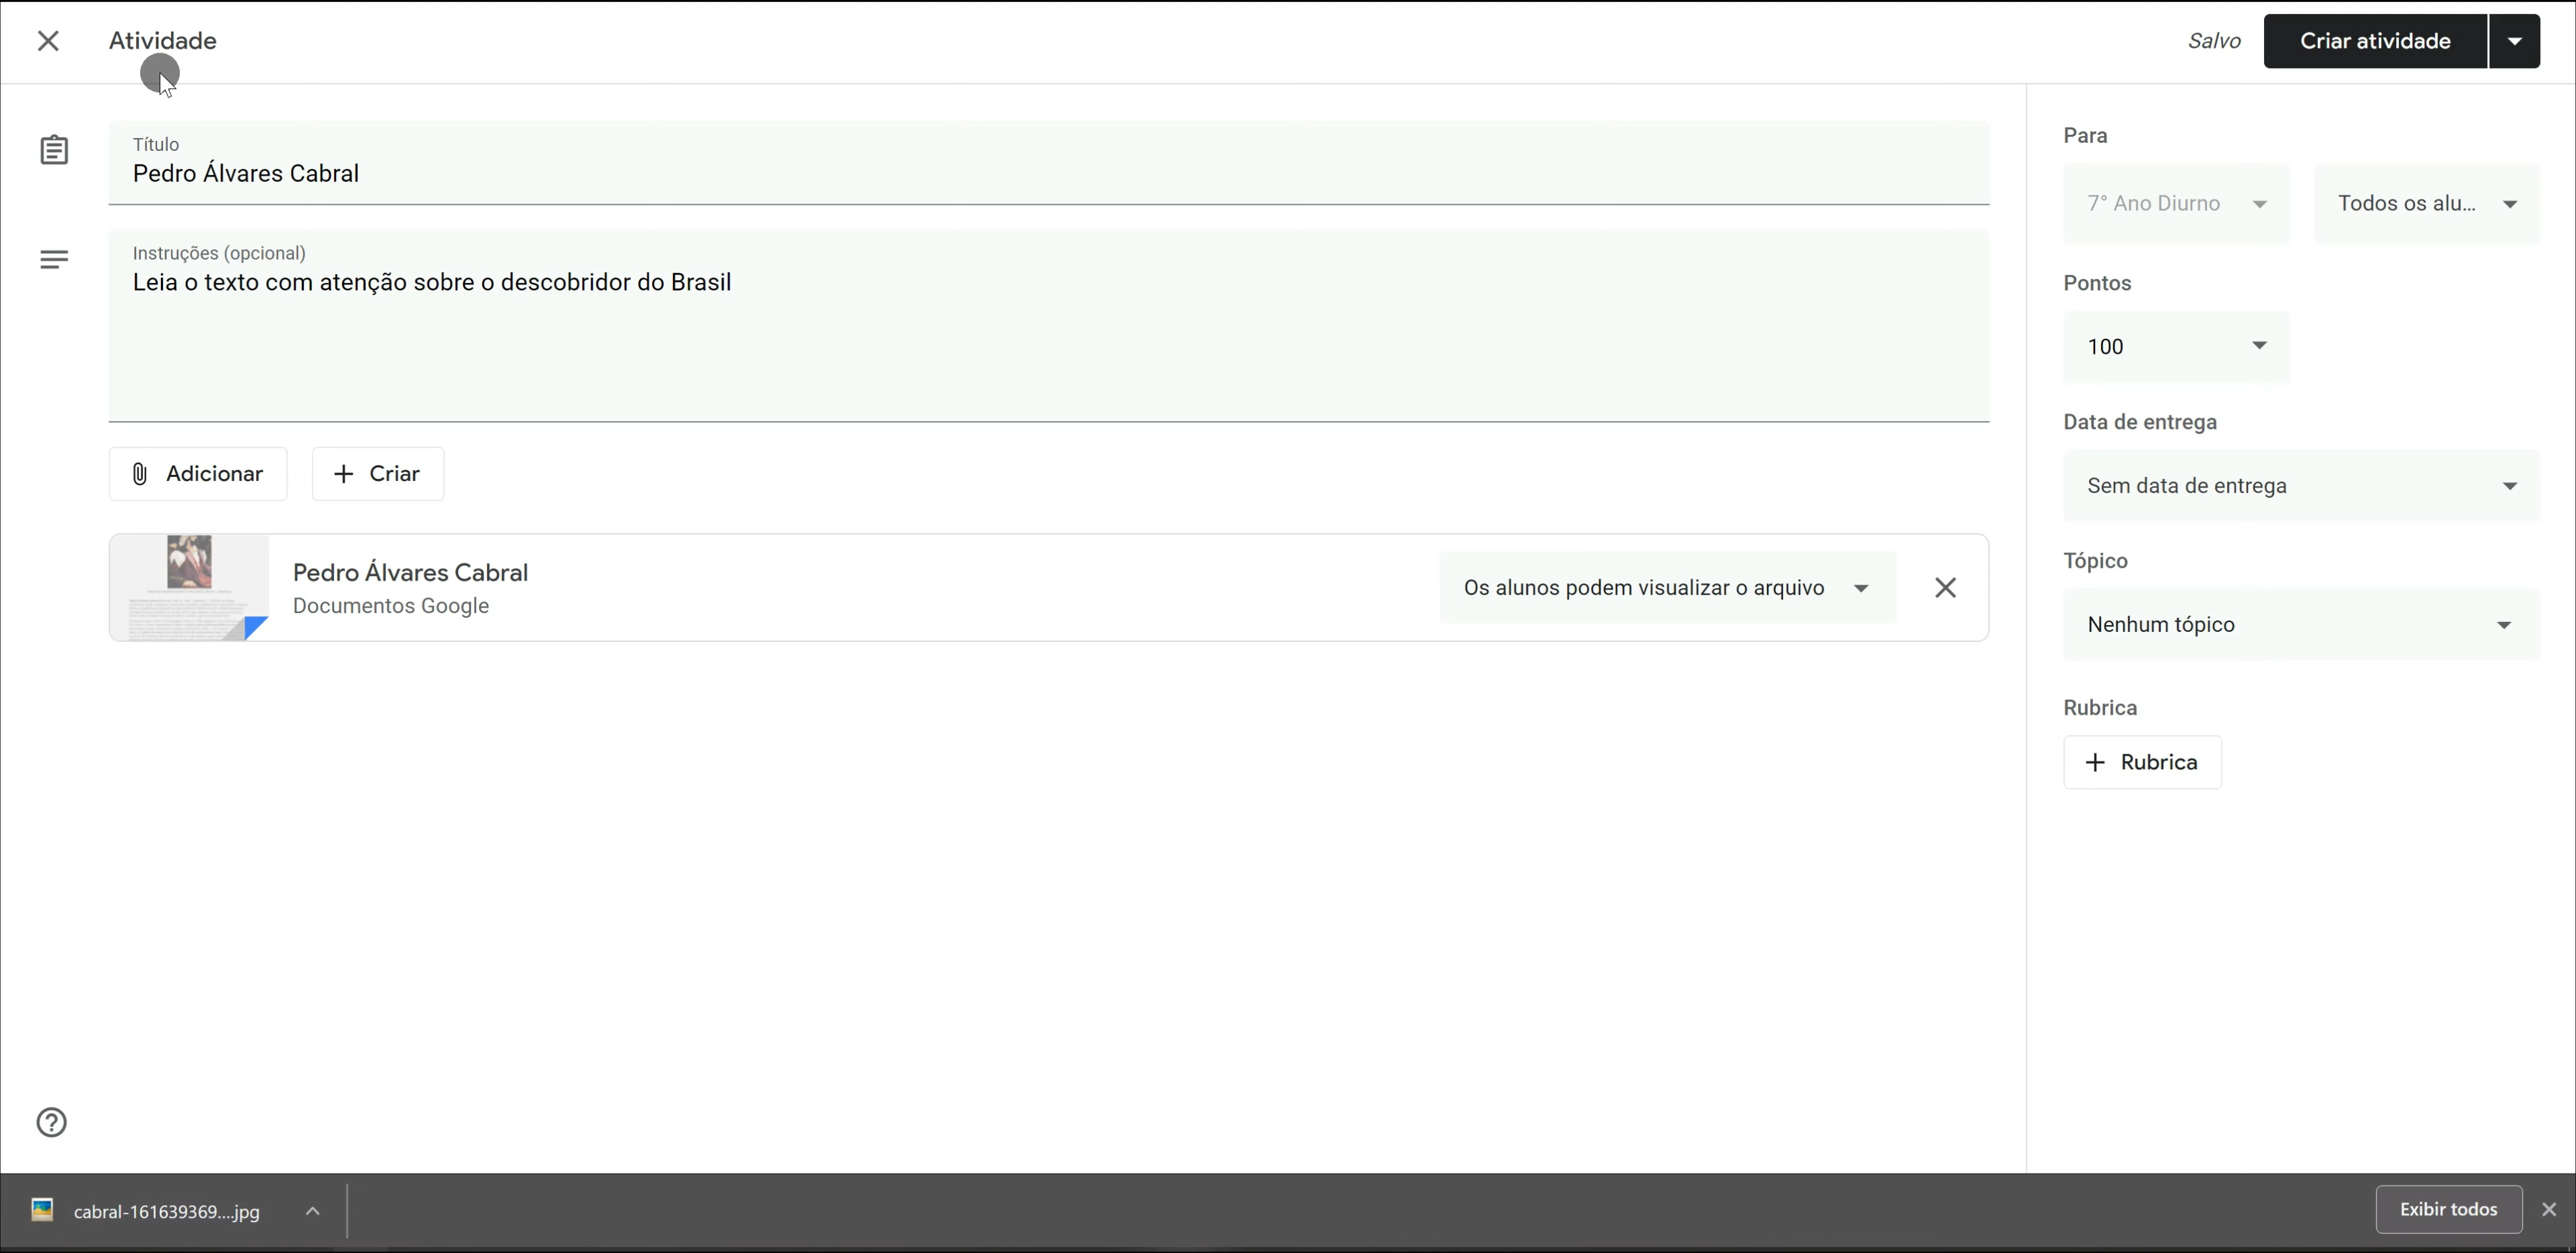 Atividade
Salvo
Criar atividade
Título
Pedro Álvares Cabral
Instruções (opcional)
Leia o texto com atenção sobre o descobridor do Brasil
Adicionar
Criar
Pedro Álvares Cabral
Documentos Google
Os alunos podem visualizar o arquivo
Para
7° Ano Diurno
Todos os alu...
Pontos
100
Data de entrega
Sem data de entrega
Tópico
Nenhum tópico
Rubrica
Rubrica
cabral-161639369....jpg
Exibir todos